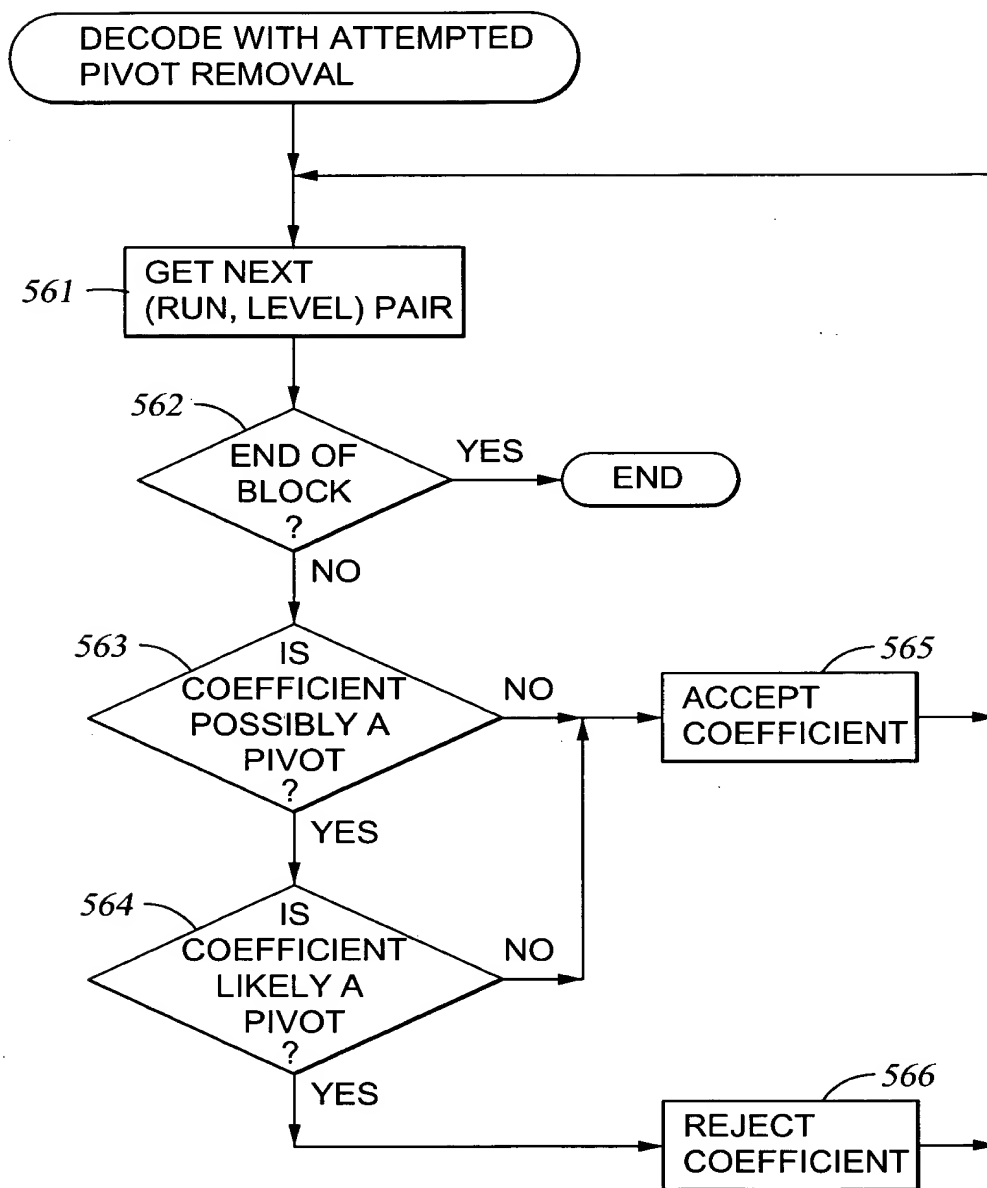 DECODE WITH ATTEMPTED
PIVOT REMOVAL
561
GET NEXT
(RUN, LEVEL) PAIR
562
END OF
BLOCK
?
YES
END
NO
563
IS
COEFFICIENT
POSSIBLY A
PIVOT
?
NO
565
ACCEPT
COEFFICIENT
YES
564
IS
COEFFICIENT
LIKELY A
PIVOT
?
NO
YES
566
REJECT
COEFFICIENT